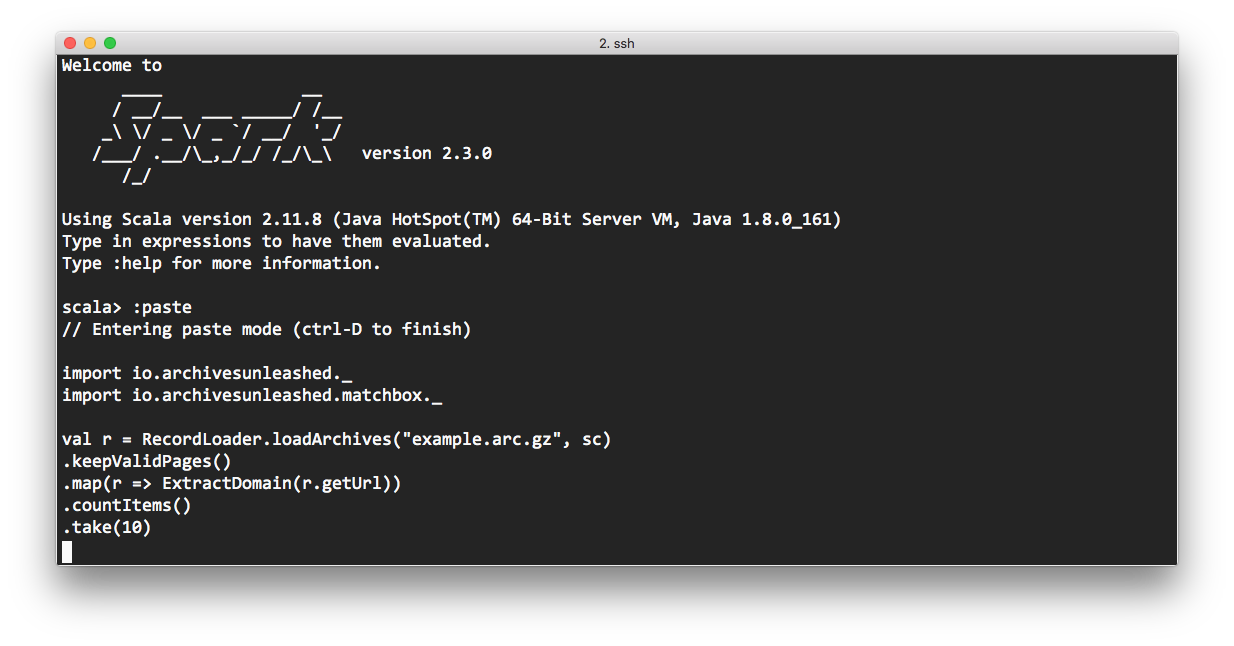 2. ssh
Welcome to
      ____              __
     / __/__  ___ _____/ /__
    _\ \/ _ \/ _ `/ __/  '_/
   /___/ .__/\_,_/_/ /_/\_\   version 2.3.0
      /_/
Using Scala version 2.11.8 (Java HotSpot(TM) 64-Bit Server VM, Java 1.8.0_161)
Type in expressions to have them evaluated.
Type :help for more information.
scala> :paste
// Entering paste mode (ctrl-D to finish)
import io.archivesunleashed._
import io.archivesunleashed.matchbox._
val r = RecordLoader.loadArchives("example.arc.gz", sc)
.keepValidPages()
.map(r => ExtractDomain(r.getUrl))
.countItems()
.take(10)